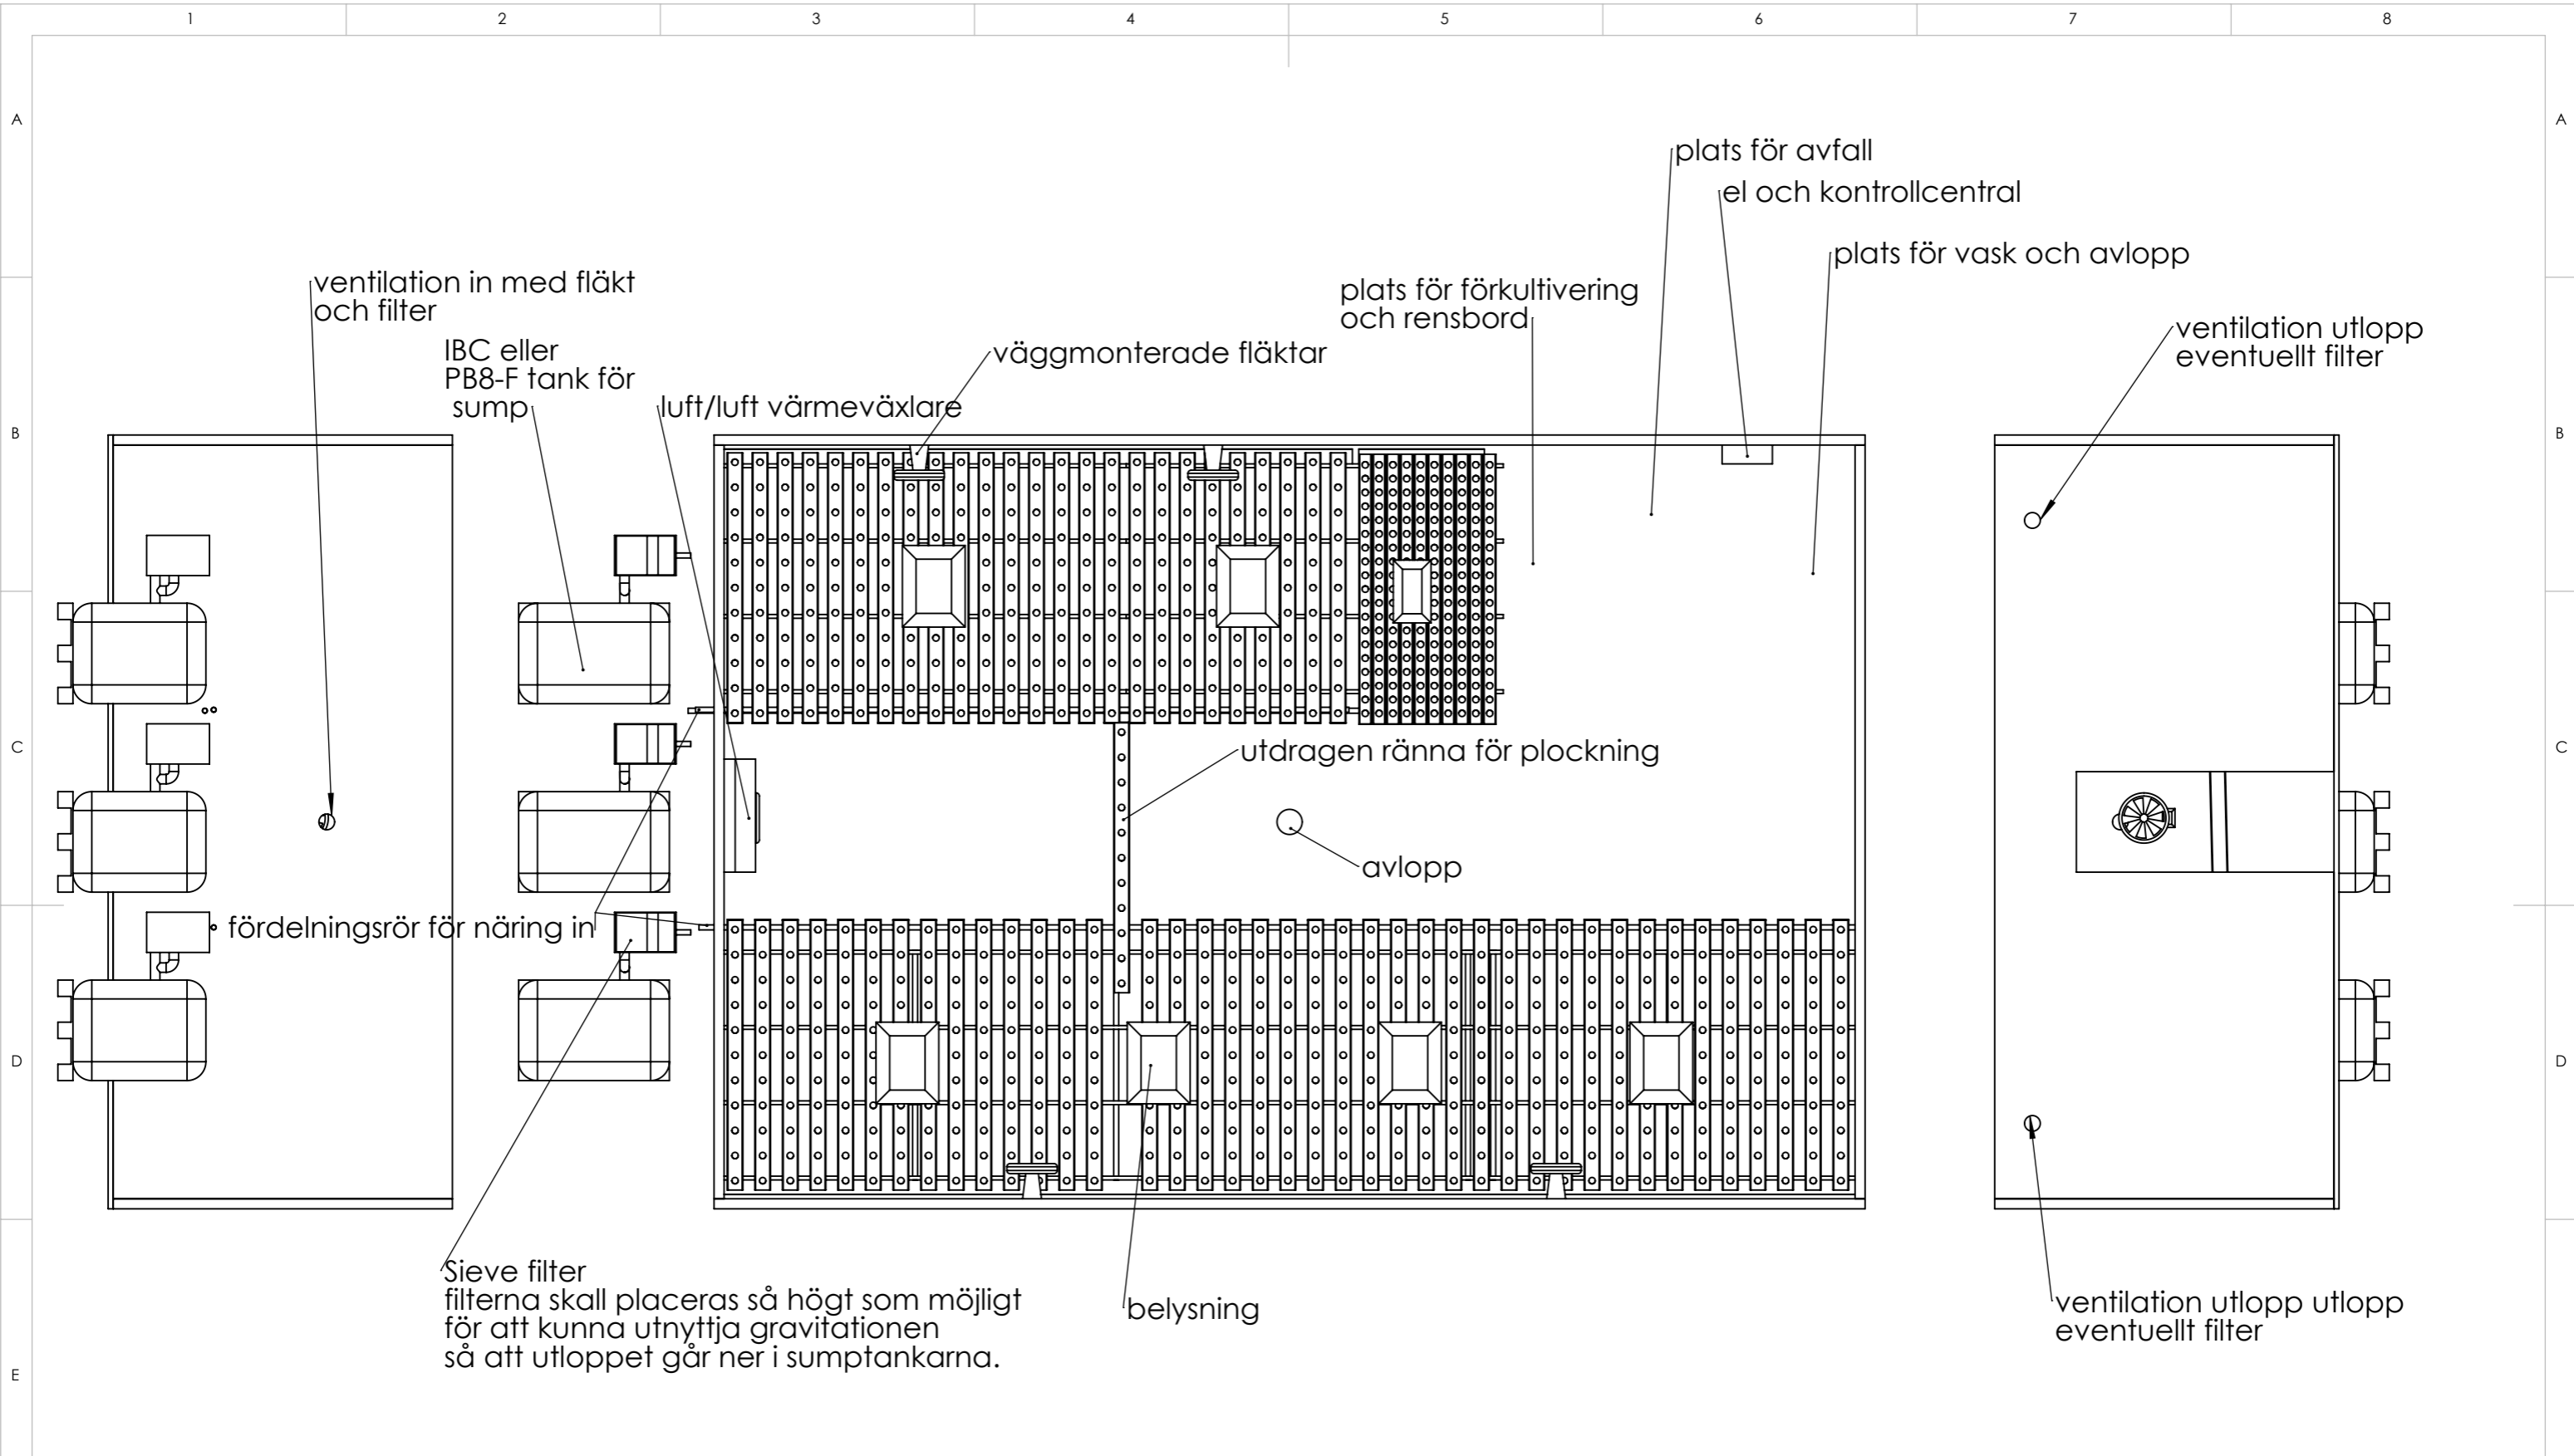 1 2 3 4 5 6 7 8
A A
plats för avfall
el och kontrollcentral
plats för vask och avlopp
ventilation in med fläkt
och filter
plats för förkultivering
och rensbord
ventilation utlopp
eventuellt filter
IBC eller
PB8-F tank för
sump
väggmonterade fläktar
luft/luft värmeväxlare
B B
C C
utdragen ränna för plockning
avlopp
fördelningsrör för näring in
D D
Sieve filter
filterna skall placeras så högt som möjligt
för att kunna utnyttja gravitationen
så att utloppet går ner i sumptankarna.
belysning
ventilation utlopp utlopp
eventuellt filter
E